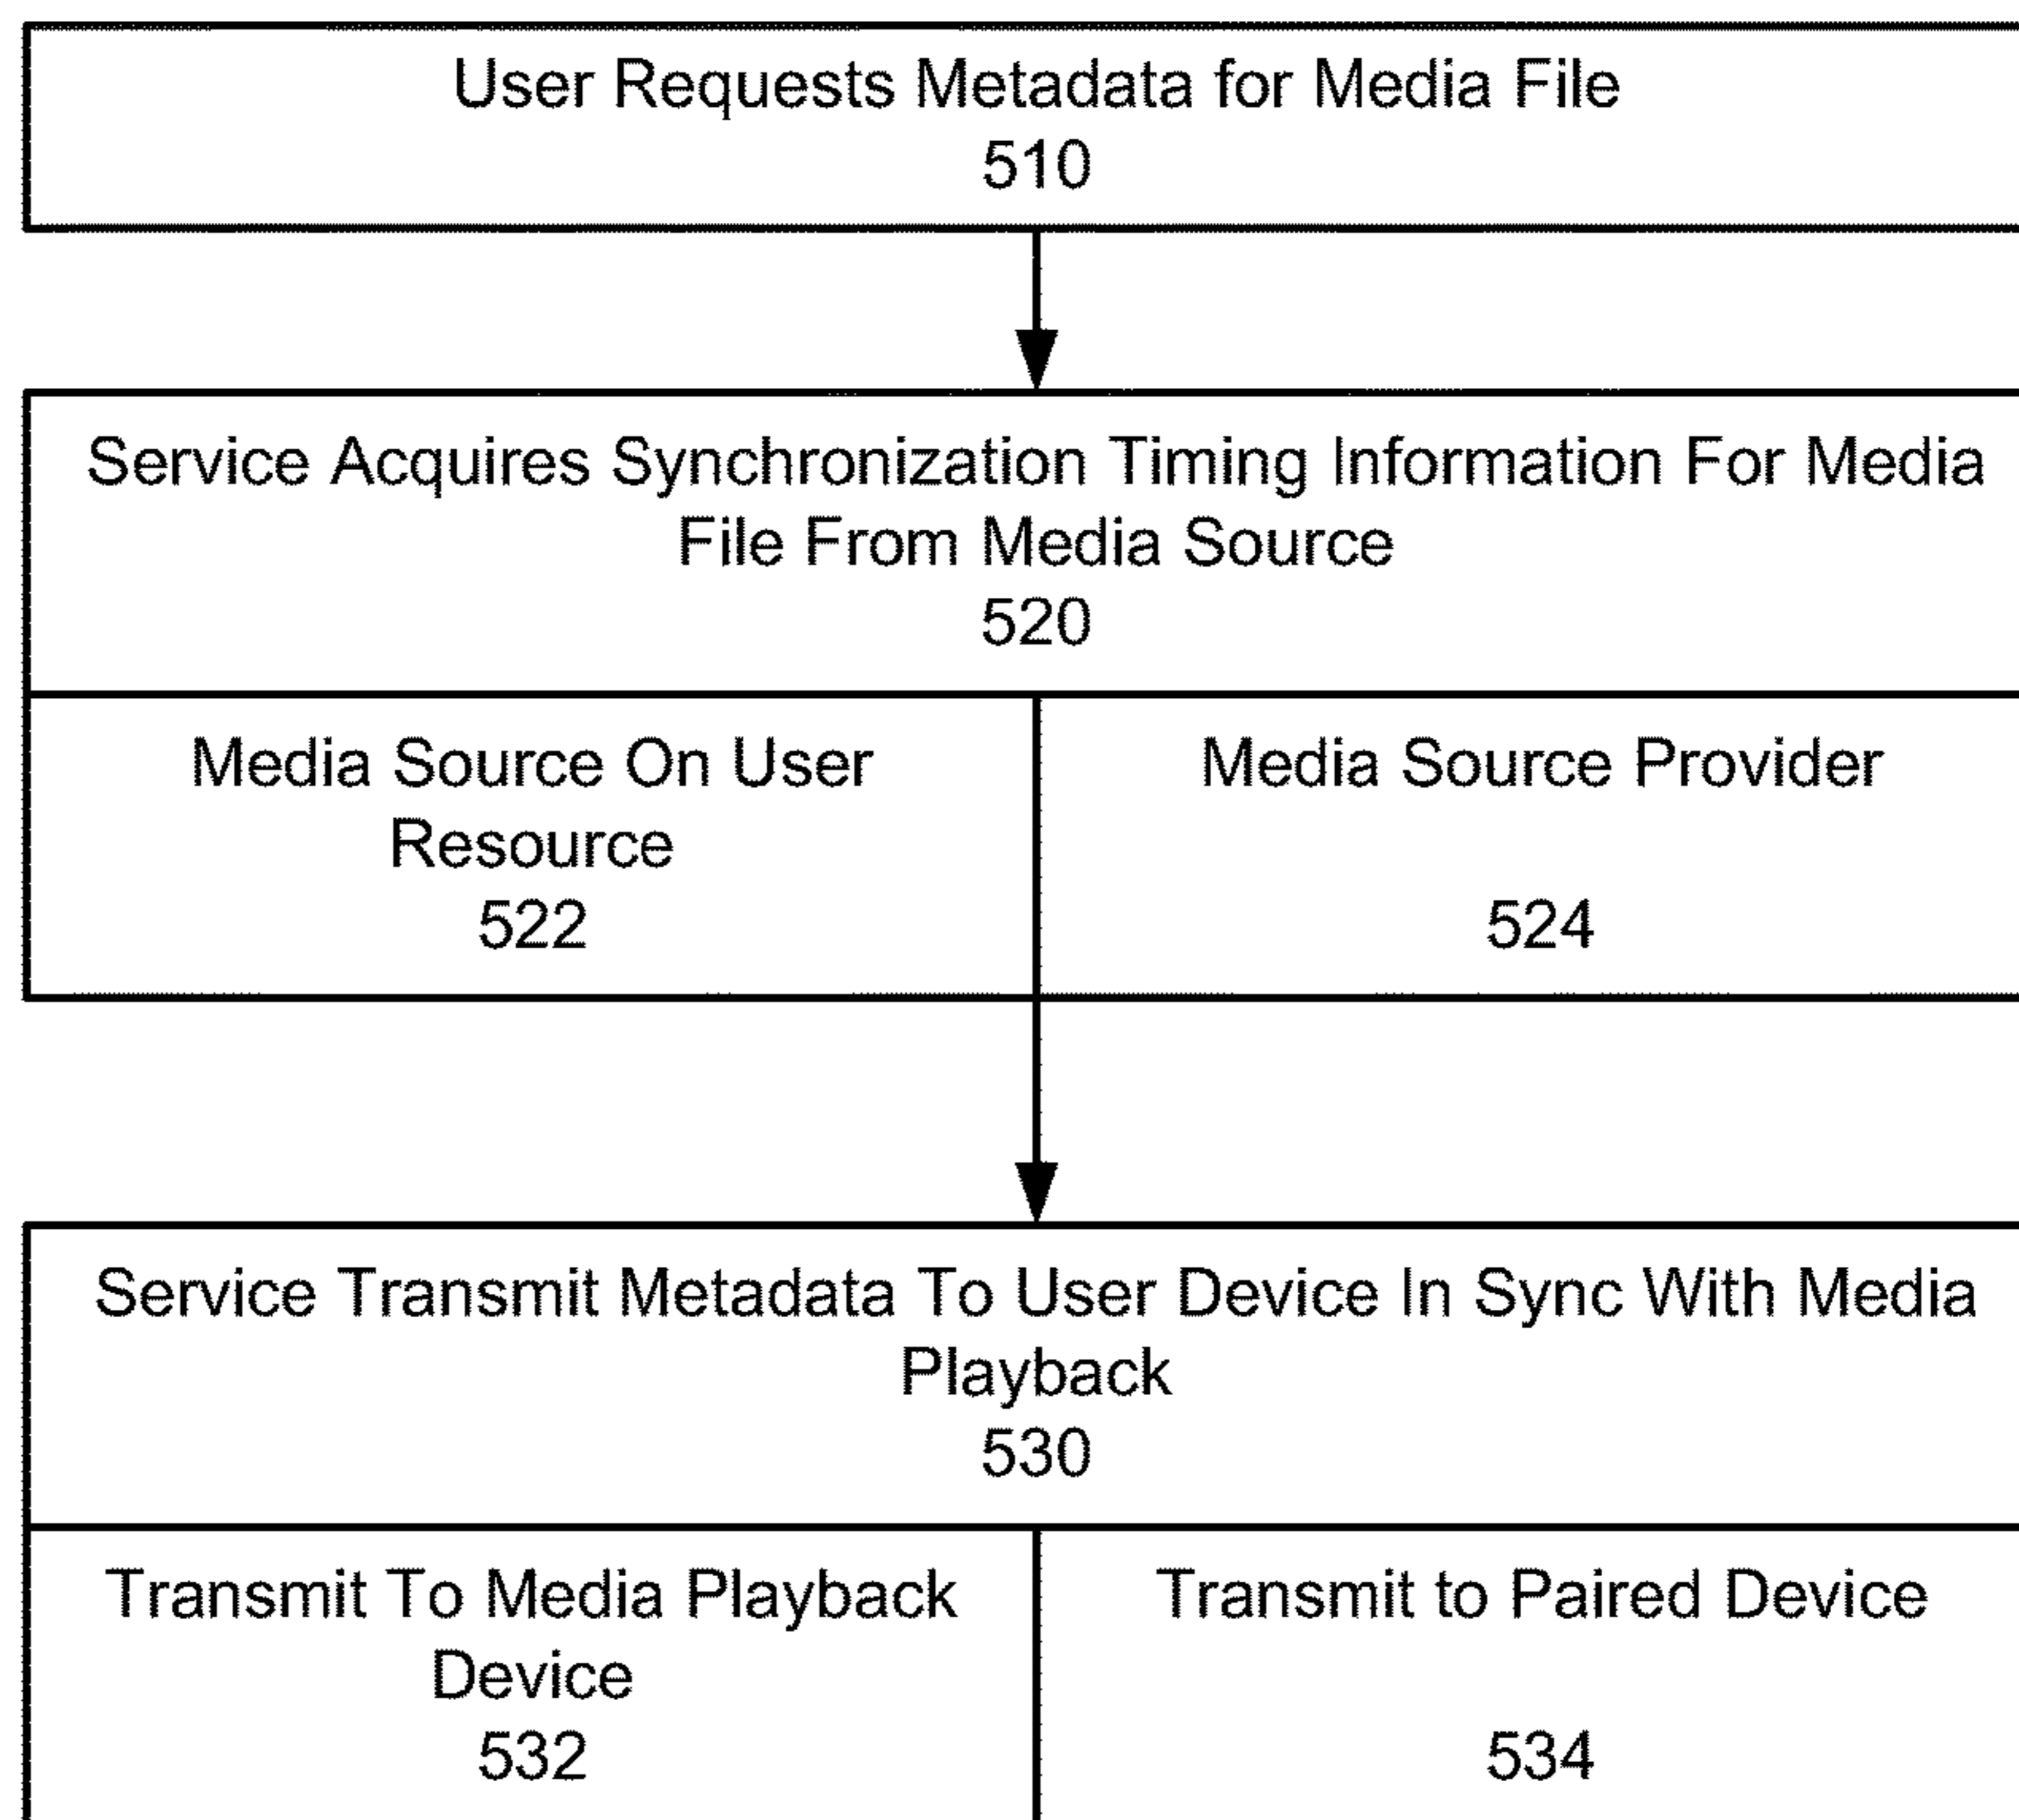 User Requests Metadata for Media File
510
Service Acquires Synchronization Timing Information For Media
File From Media Source
520
Media Source On User
Resource
522
Media Source Provider
524
Service Transmit Metadata To User Device In Sync With Media
Playback
530
Transmit To Media Playback
Device
532
Transmit to Paired Device
534